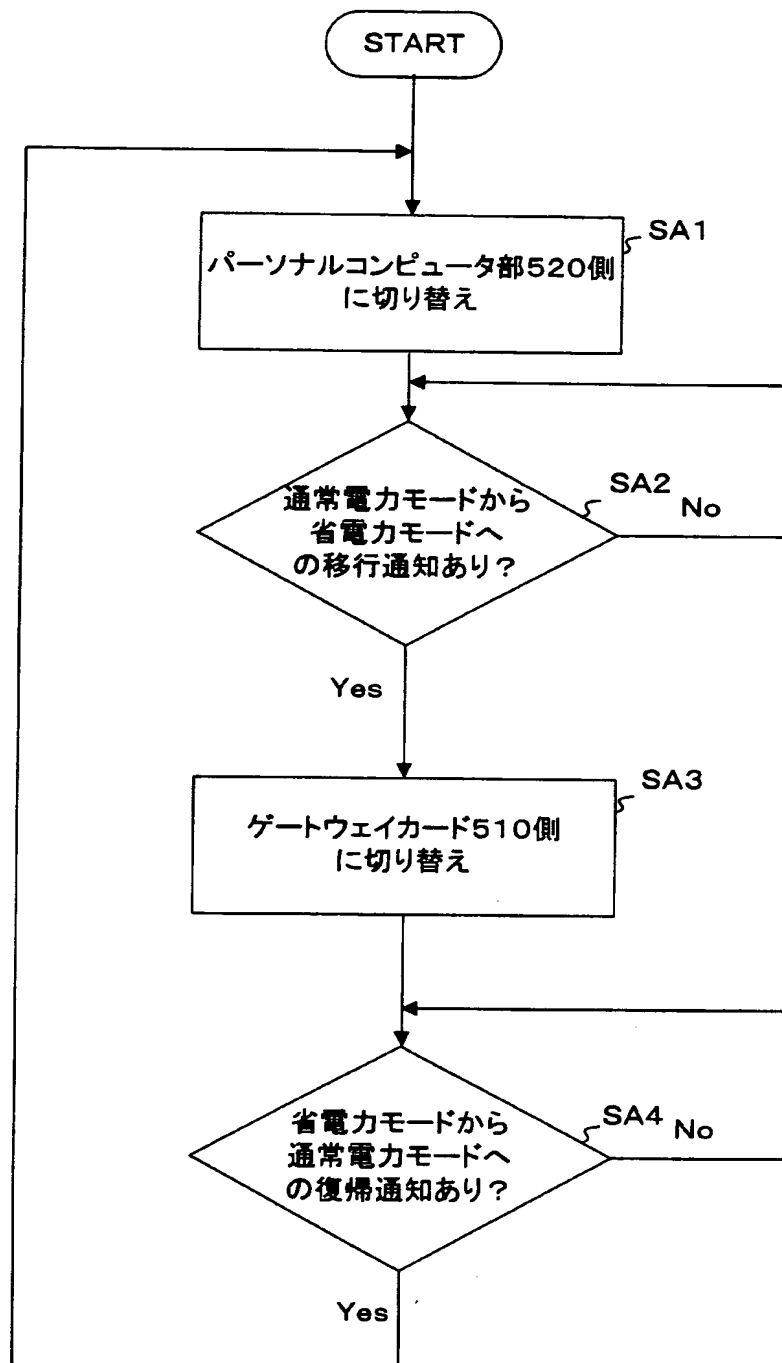 START
SA1
パーソナルコンピュータ部520側
に切り替え
SA2
No
通常電力モードから
省電力モードへ
の移行通知あり?
Yes
SA3
ゲートウェイカード510側
に切り替え
SA4
No
省電力モードから
通常電力モードへ
の復帰通知あり?
Yes